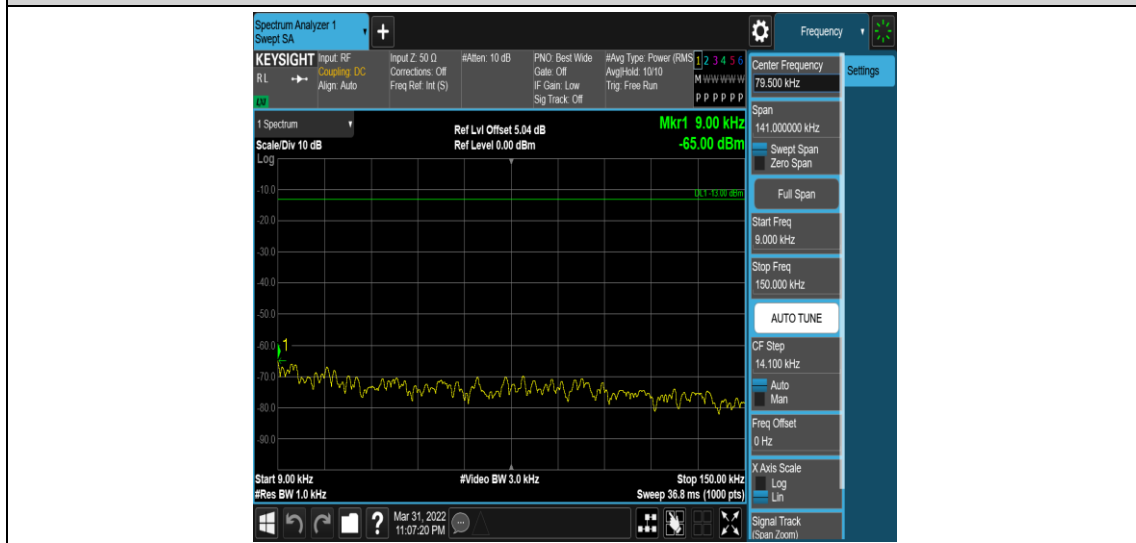 Spectrum Analyzer 1
Swept SA
+
Frequency
KEYSIGHT
RL
LXI
Input: RF
Coupling: DC
Align: Auto
Input Z: 50 Ω
Corrections: Off
Freq Ref: Int (S)
#Atten: 10 dB
PNO: Best Wide
Gate: Off
IF Gain: Low
Sig Track: Off
#Avg Type: Power (RMS
Avg|Hold: 10/10
Trig: Free Run
1 2 3 4 5 6
M W W W W W
P P P P P P
1 Spectrum
Scale/Div 10 dB
Log
Ref Lvl Offset 5.04 dB
Ref Level 0.00 dBm
Mkr1 9.00 kHz
-65.00 dBm
DL1 -13.00 dBm
-10.0
-20.0
-30.0
-40.0
-50.0
-60.0
1
-70.0
-80.0
-90.0
Start 9.00 kHz
#Res BW 1.0 kHz
#Video BW 3.0 kHz
Stop 150.00 kHz
Sweep 36.8 ms (1000 pts)
?
Mar 31, 2022
11:07:20 PM
Center Frequency
79.500 kHz
Settings
Span
141.000000 kHz
Swept Span
Zero Span
Full Span
Start Freq
9.000 kHz
Stop Freq
150.000 kHz
AUTO TUNE
CF Step
14.100 kHz
Auto
Man
Freq Offset
0 Hz
X Axis Scale
Log
Lin
Signal Track
(Span Zoom)